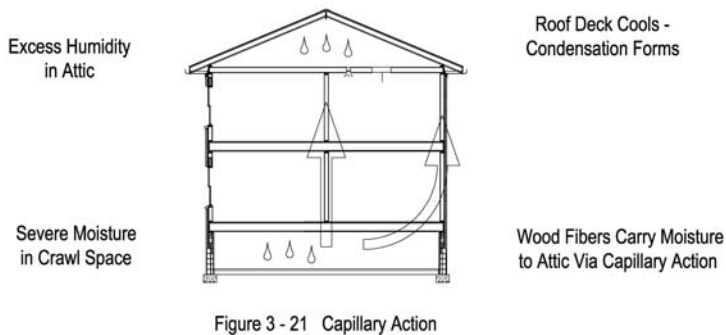 Excess Humidity
in Attic
Roof Deck Cools -
Condensation Forms
Severe Moisture
in Crawl Space
Wood Fibers Carry Moisture
to Attic Via Capillary Action
Figure 3 - 21 Capillary Action